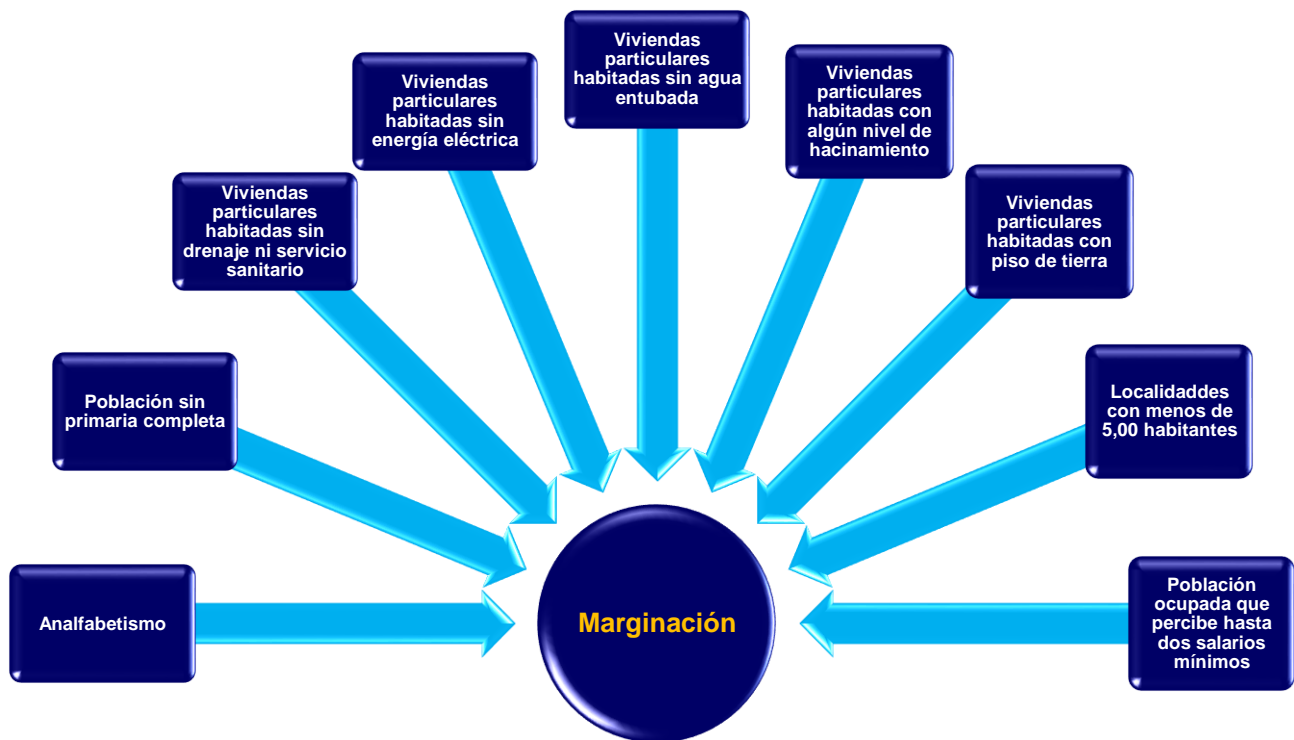 Viviendas
particulares
habitadas sin agua
entubada
Viviendas
particulares
habitadas sin
energía eléctrica
Viviendas
particulares
habitadas con
algún nivel de
hacinamiento
Viviendas
particulares
habitadas sin
drenaje ni servicio
sanitario
Viviendas
particulares
habitadas con
piso de tierra
Población sin
primaria completa
Localidaddes
con menos de
5,00 habitantes
Analfabetismo
Marginación
Población
ocupada que
percibe hasta
dos salarios
mínimos